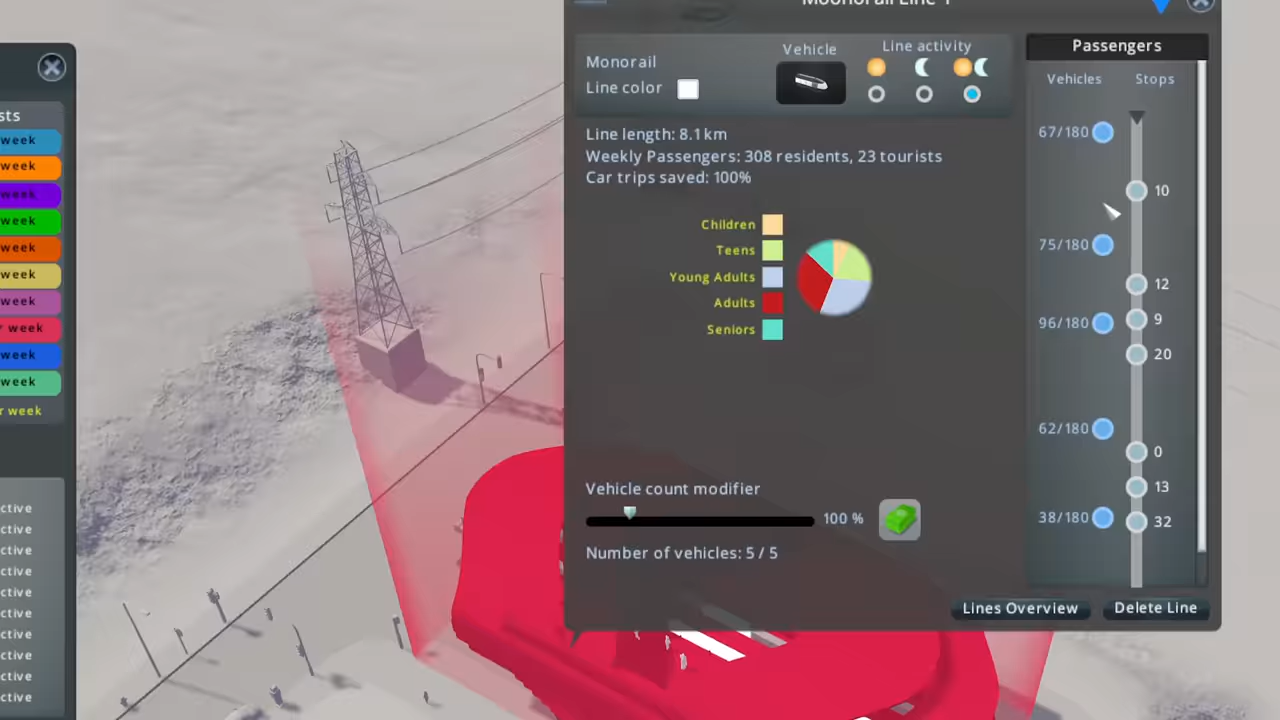 sts
week
week
week
week
week
week
week
week
week
week
r week
ctive
ctive
ctive
ctive
ctive
ctive
ctive
ctive
ctive
ctive
Monorail
Line color
Vehicle
Line activity
Line length: 8.1 km
Weekly Passengers: 308 residents, 23 tourists
Car trips saved: 100%
Children
Teens
Young Adults
Adults
Seniors
Vehicle count modifier
100 %
Number of vehicles: 5 / 5
Passengers
Vehicles Stops
67/180
10
75/180
12
9
96/180
20
62/180
0
13
38/180
32
Lines Overview
Delete Line